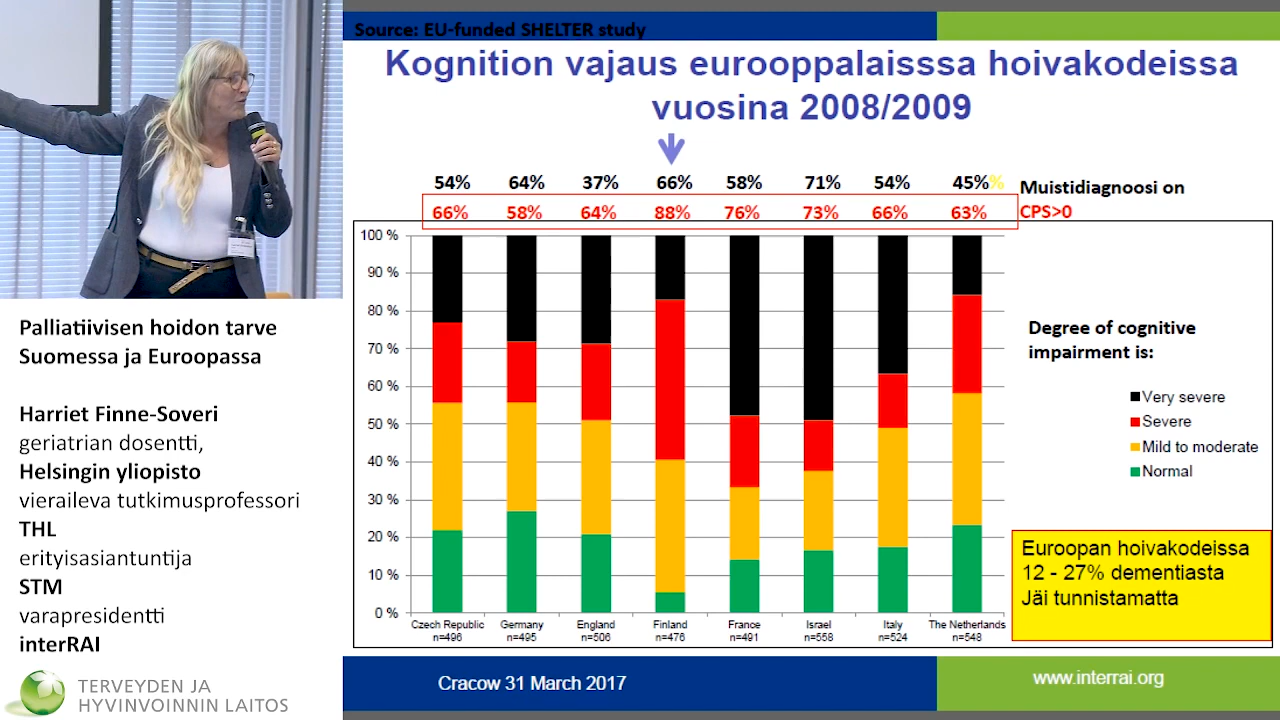 Source: EU-funded SHELTER study
Kognition vajaus eurooppalaisssa hoivakodeissa
vuosina 2008/2009
54% 64% 37% 66% 58% 71% 54% 45%%
Muistidiagnoosi on
66% 58% 64% 88% 76% 73% 66% 63%
CPS>0
100 %
90 %
80 %
70 %
60 %
50 %
40 %
30 %
20 %
10 %
0 %
Czech Republic Germany England Finland France Israel Italy The Netherlands
n=496 n=495 n=506 n=476 n=491 n=558 n=524 n=548
Degree of cognitive
impairment is:
Very severe
Severe
Mild to moderate
Normal
Euroopan hoivakodeissa
12 - 27% dementiasta
Jäi tunnistamatta
Cracow 31 March 2017
www.interrai.org
Palliatiivisen hoidon tarve
Suomessa ja Euroopassa
Harriet Finne-Soveri
geriatrian dosentti,
Helsingin yliopisto
vieraileva tutkimusprofessori
THL
erityisasiantuntija
STM
varapresidentti
interRAI
TERVEYDEN JA
HYVINVOINNIN LAITOS